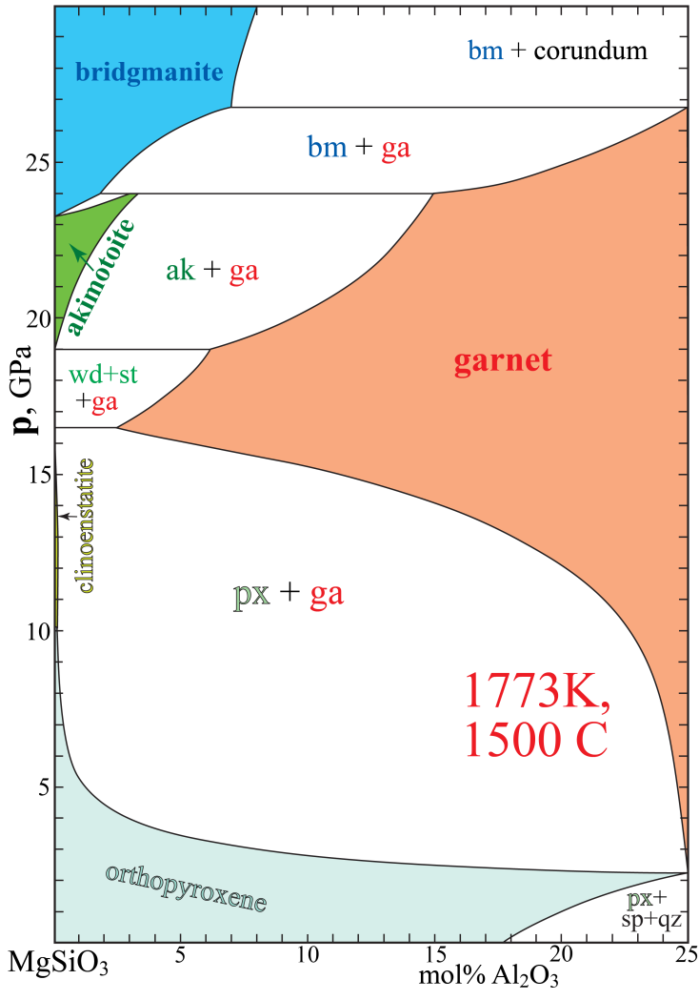 bridgmanite
bm + corundum
bm + ga
25
akimotoite
ak + ga
20
garnet
wd+st
+ga
p, GPa
15
clinoenstatite
px + ga
10
1773K,
1500 C
5
orthopyroxene
px+
sp+qz
MgSiO₃
5
10
15
20
25
mol% Al₂O₃